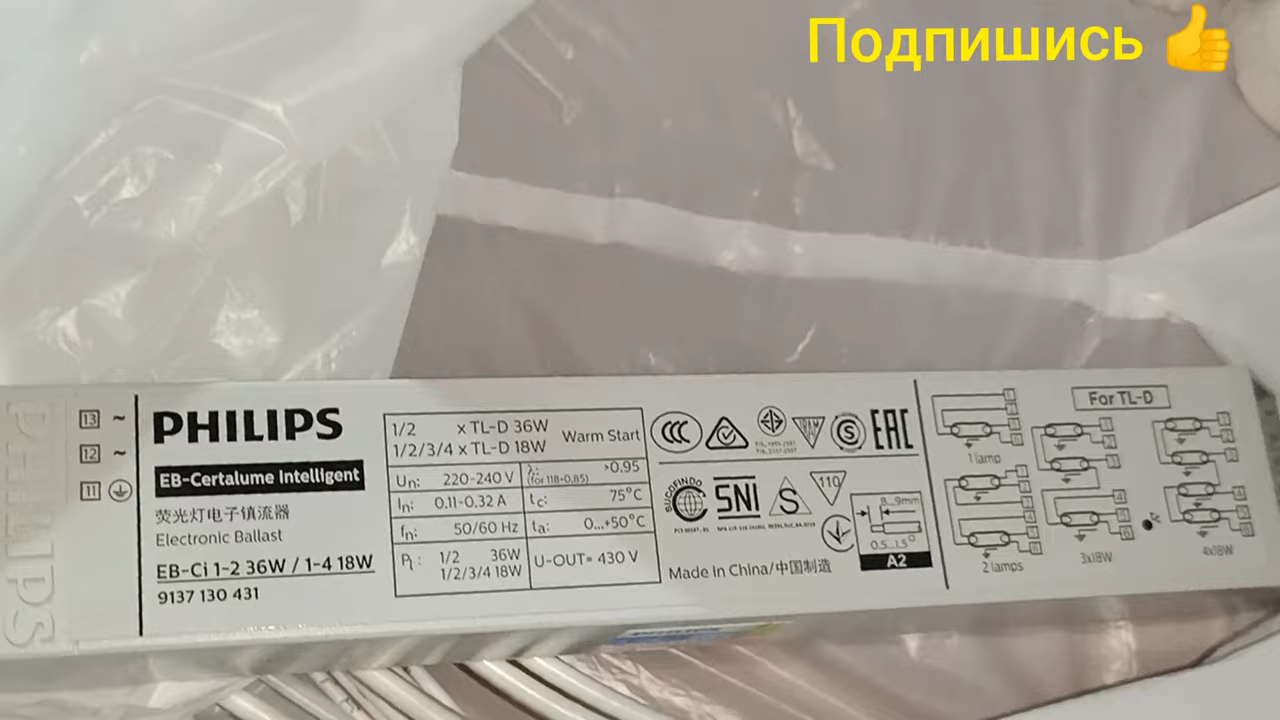 Подпишись 👍
PHILIPS
13 ~
12 ~
11
PHILIPS
EB-Certalume Intelligent
荧光灯电子镇流器
Electronic Ballast
EB-Ci 1-2 36W / 1-4 18W
9137 130 431
1/2 x TL-D 36W
1/2/3/4 x TL-D 18W
Warm Start
Un: 220-240 V
λ: >0.95
(for 118=0.85)
In: 0.11-0.32 A
tc: 75°C
fn: 50/60 Hz
ta: 0...+50°C
1/2 36W
1/2/3/4 18W
U-OUT= 430 V
CCC
S
EAC
SUCOFINDO
SNI
S
110
8...9mm
0.5...1.5
A2
Made in China/中国制造
For TL-D
1 lamp
2 lamps
3x18W
4x18W
PHILIPS